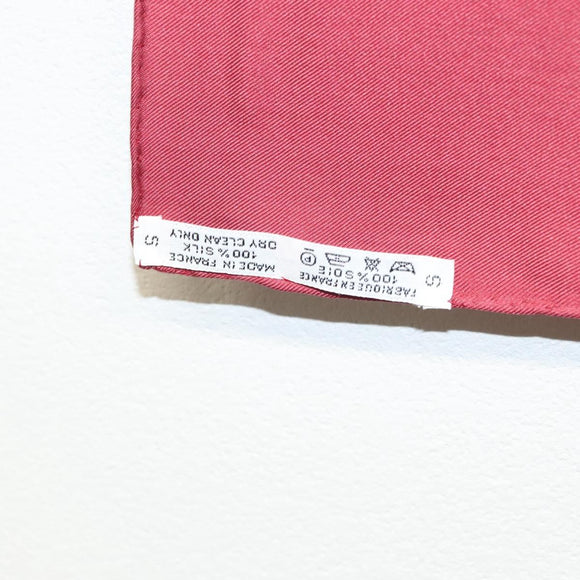 FABRIQUE EN FRANCE
100% SOIE
MADE IN FRANCE
100% SILK
DRY CLEAN ONLY
S
S
P